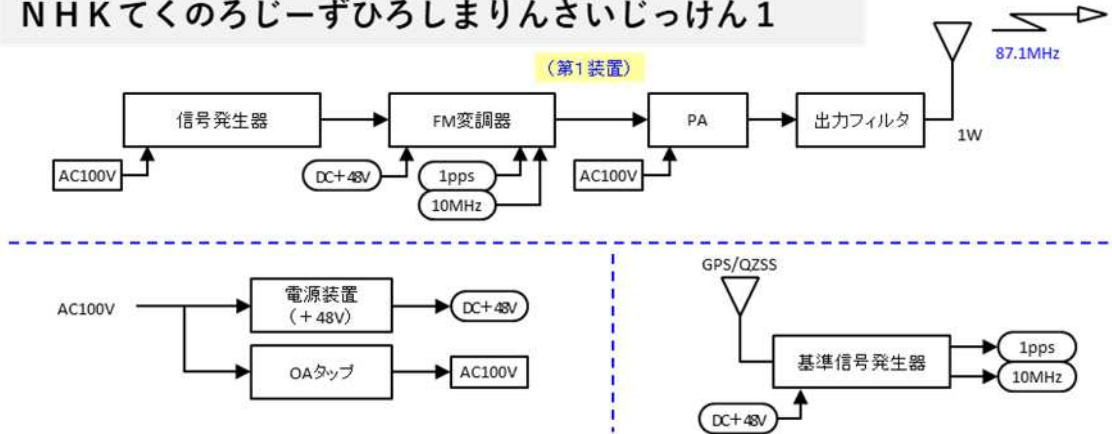 NHKてくのろじーずひろしまりんさいじっけん1
87.1MHz
（第1装置）
信号発生器
FM変調器
PA
出力フィルタ
1W
AC100V
DC+48V
1pps
AC100V
10MHz
GPS/QZSS
AC100V
電源装置
（+48V）
DC+48V
OAタップ
AC100V
基準信号発生器
1pps
10MHz
DC+48V